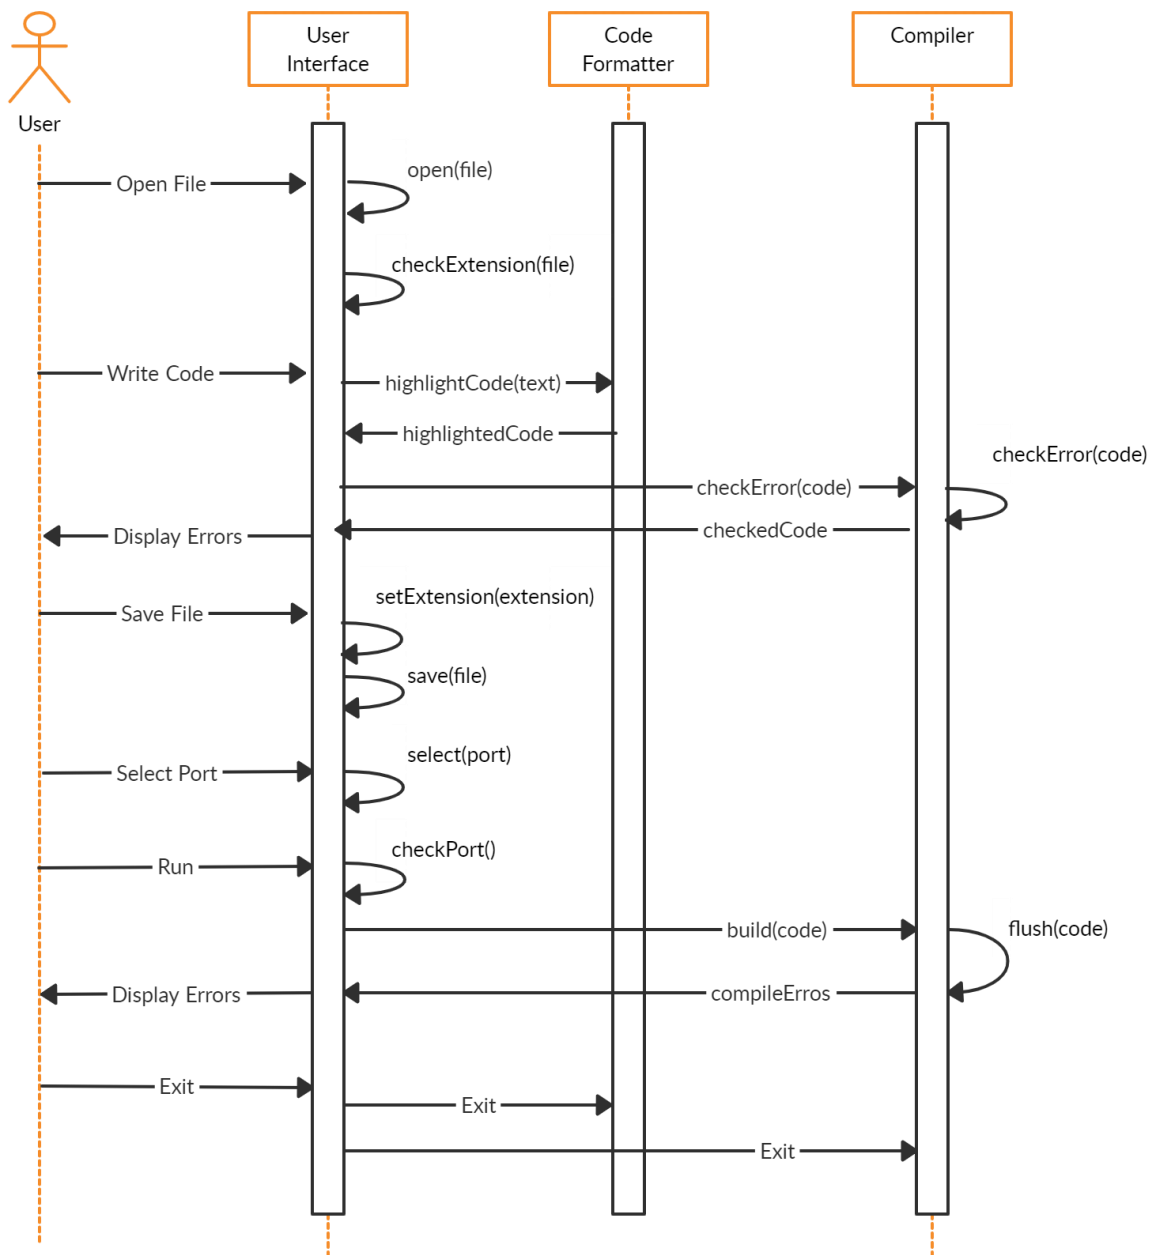 User
Interface
Code
Formatter
Compiler
User
Open File
open(file)
checkExtension(file)
Write Code
highlightCode(text)
highlightedCode
checkError(code)
checkError(code)
checkedCode
Display Errors
setExtension(extension)
Save File
save(file)
select(port)
Select Port
checkPort()
Run
build(code)
flush(code)
Display Errors
compileErros
Exit
Exit
Exit